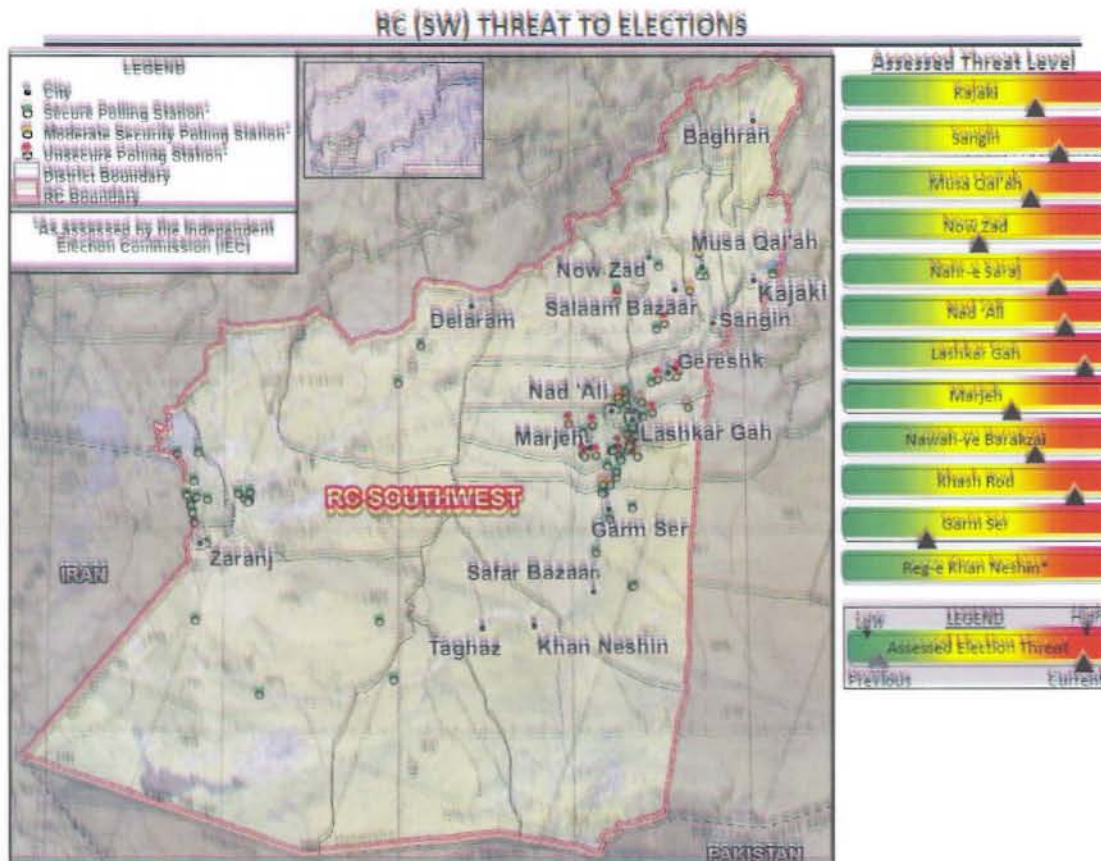 RC (SW) THREAT TO ELECTIONS
LEGEND
City
Secure Polling Station¹
Moderate Security Polling Station¹
Unsecure Polling Station¹
District Boundary
RC Boundary
¹As assessed by the Independent
Election Commission (IEC)
Baghran
Musa Qal'ah
Now Zad
Kajaki
Salaam Bazaar
Delaram
Sangin
Gereshk
Nad 'Ali
Marjeh
Lashkar Gah
RC SOUTHWEST
Garm Ser
Zaranj
IRAN
Safar Bazaar
Taghaz
Khan Neshin
PAKISTAN
Assessed Threat Level
Kajaki
Sangin
Musa Qal'ah
Now Zad
Nahr-e Saraj
Nad 'Ali
Lashkar Gah
Marjeh
Nawah-ye Barakzai
Khash Rod
Garm Ser
Reg-e Khan Neshin*
Low
LEGEND
High
Assessed Election Threat
Previous
Current